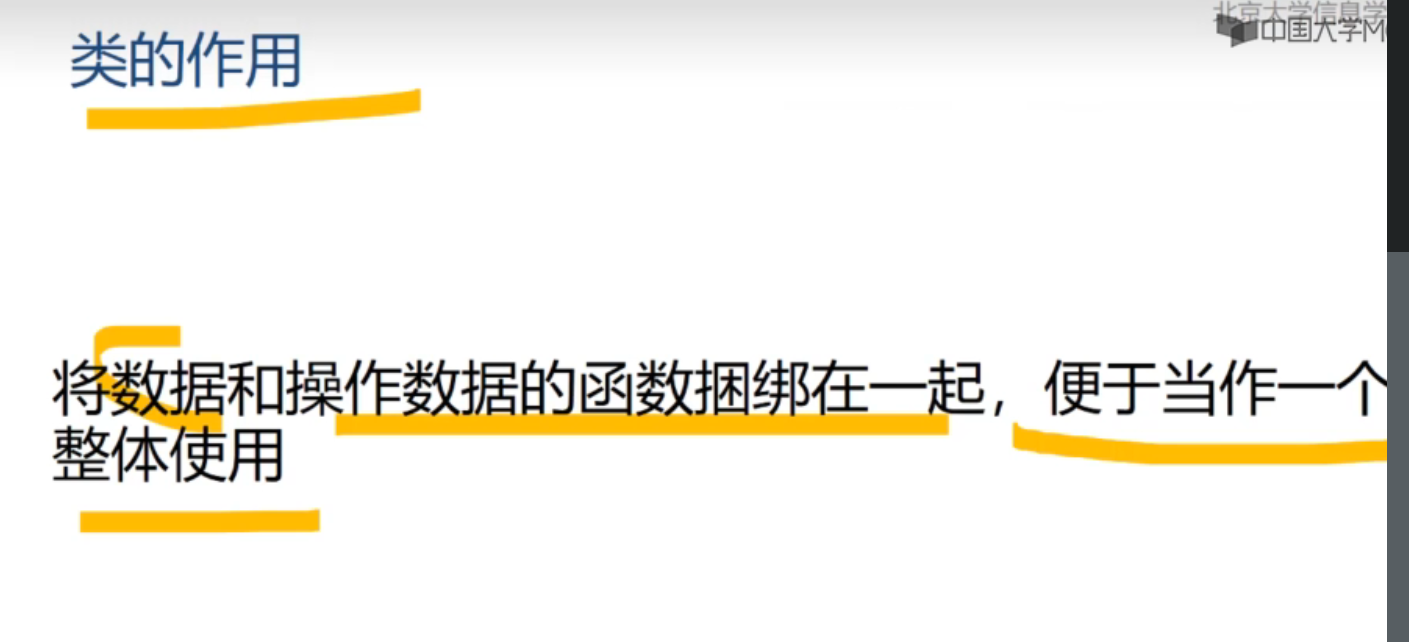 北京大学信息学
中国大学M
类的作用
将数据和操作数据的函数捆绑在一起，便于当作一个
整体使用